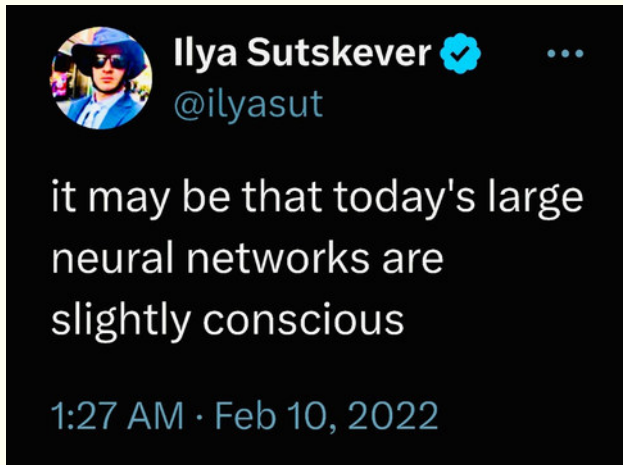 Ilya Sutskever
@ilyasut
it may be that today's large
neural networks are
slightly conscious
1:27 AM · Feb 10, 2022